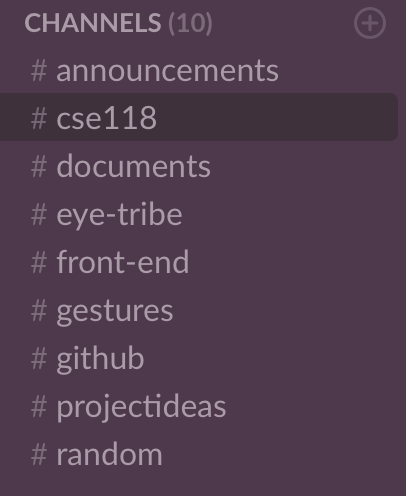 CHANNELS (10)
# announcements
# cse118
# documents
# eye-tribe
# front-end
# gestures
# github
# projectideas
# random